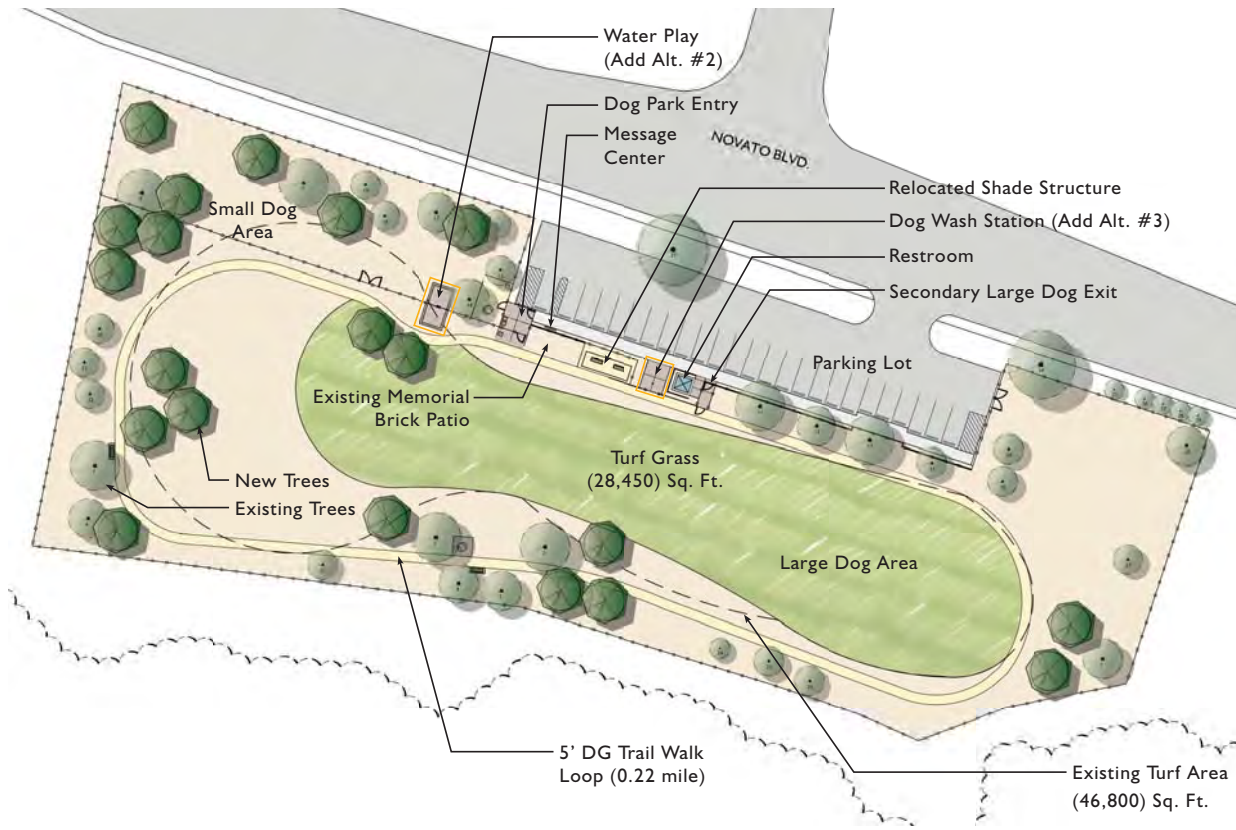 Water Play
(Add Alt. #2)
Dog Park Entry
Message
Center
NOVATO BLVD.
Relocated Shade Structure
Dog Wash Station (Add Alt. #3)
Restroom
Secondary Large Dog Exit
Small Dog
Area
Parking Lot
Existing Memorial
Brick Patio
Turf Grass
(28,450) Sq. Ft.
New Trees
Existing Trees
Large Dog Area
5' DG Trail Walk
Loop (0.22 mile)
Existing Turf Area
(46,800) Sq. Ft.